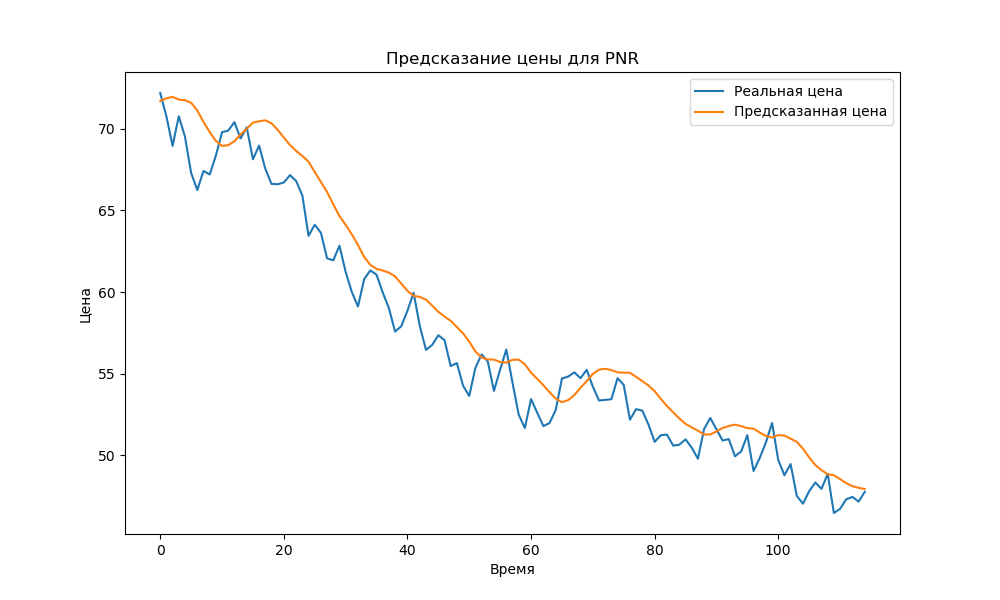 Предсказание цены для PNR
Реальная цена
Предсказанная цена
Цена
70
65
60
55
50
0 20 40 60 80 100
Время